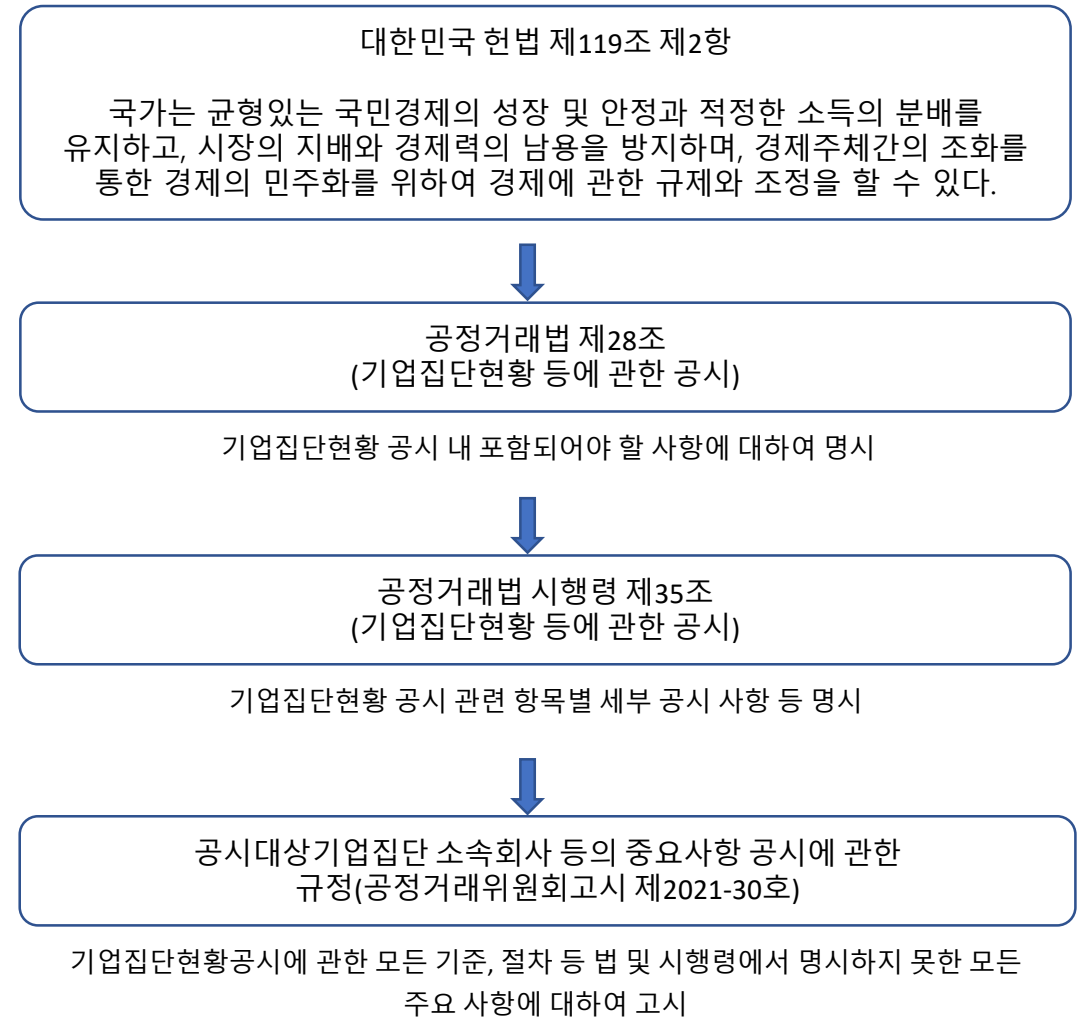 대한민국 헌법 제119조 제2항
국가는 균형있는 국민경제의 성장 및 안정과 적정한 소득의 분배를
유지하고, 시장의 지배와 경제력의 남용을 방지하며, 경제주체간의 조화를
통한 경제의 민주화를 위하여 경제에 관한 규제와 조정을 할 수 있다.
공정거래법 제28조
(기업집단현황 등에 관한 공시)
기업집단현황 공시 내 포함되어야 할 사항에 대하여 명시
공정거래법 시행령 제35조
(기업집단현황 등에 관한 공시)
기업집단현황 공시 관련 항목별 세부 공시 사항 등 명시
공시대상기업집단 소속회사 등의 중요사항 공시에 관한
규정(공정거래위원회고시 제2021-30호)
기업집단현황공시에 관한 모든 기준, 절차 등 법 및 시행령에서 명시하지 못한 모든
주요 사항에 대하여 고시